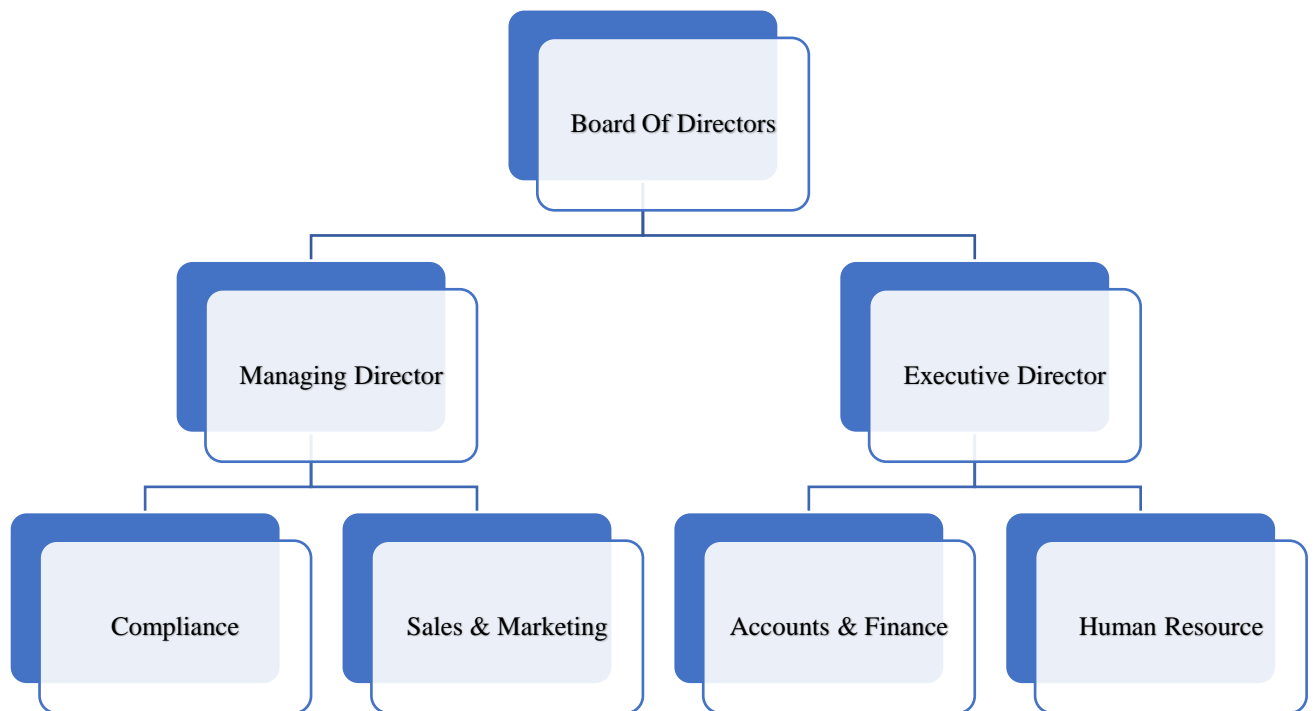 Board Of Directors
Managing Director
Executive Director
Compliance
Sales & Marketing
Accounts & Finance
Human Resource